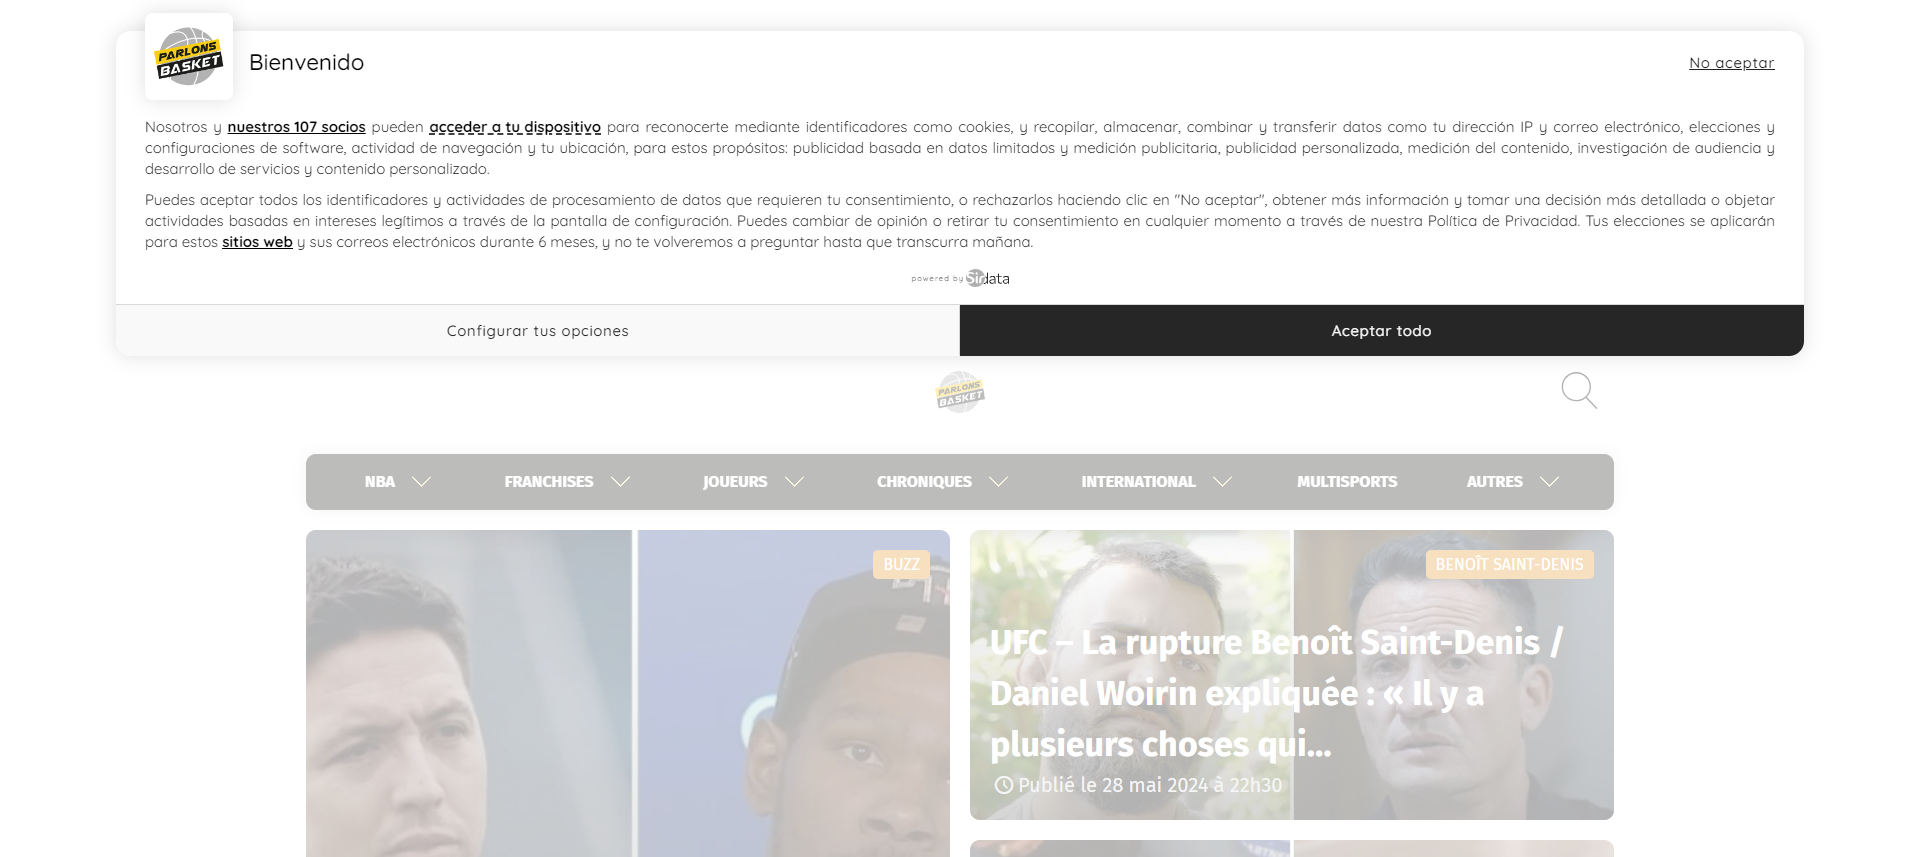 PARLONS
BASKET
Bienvenido
No aceptar
Nosotros y nuestros 107 socios pueden acceder a tu dispositivo para reconocerte mediante identificadores como cookies, y recopilar, almacenar, combinar y transferir datos como tu dirección IP y correo electrónico, elecciones y
configuraciones de software, actividad de navegación y tu ubicación, para estos propósitos: publicidad basada en datos limitados y medición publicitaria, publicidad personalizada, medición del contenido, investigación de audiencia y
desarrollo de servicios y contenido personalizado.
Puedes aceptar todos los identificadores y actividades de procesamiento de datos que requieren tu consentimiento, o rechazarlos haciendo clic en "No aceptar", obtener más información y tomar una decisión más detallada o objetar
actividades basadas en intereses legítimos a través de la pantalla de configuración. Puedes cambiar de opinión o retirar tu consentimiento en cualquier momento a través de nuestra Política de Privacidad. Tus elecciones se aplicarán
para estos sitios web y sus correos electrónicos durante 6 meses, y no te volveremos a preguntar hasta que transcurra mañana.
powered by Sirdata
Configurar tus opciones
Aceptar todo
PARLONS
BASKET
NBA FRANCHISES JOUEURS CHRONIQUES INTERNATIONAL MULTISPORTS AUTRES
BUZZ
BENOÎT SAINT-DENIS
UFC – La rupture Benoît Saint-Denis /
Daniel Woirin expliquée : « Il y a
plusieurs choses qui...
Publié le 28 mai 2024 à 22h30